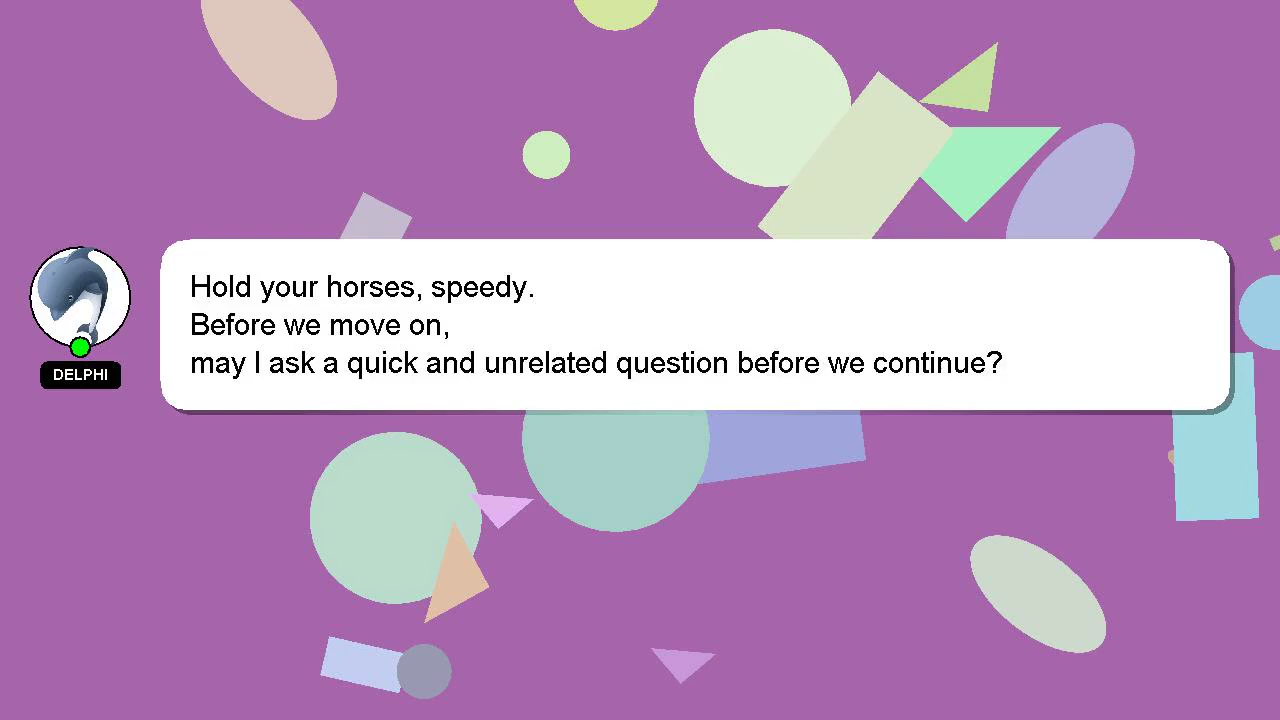 Hold your horses, speedy.
Before we move on,
may I ask a quick and unrelated question before we continue?
DELPHI